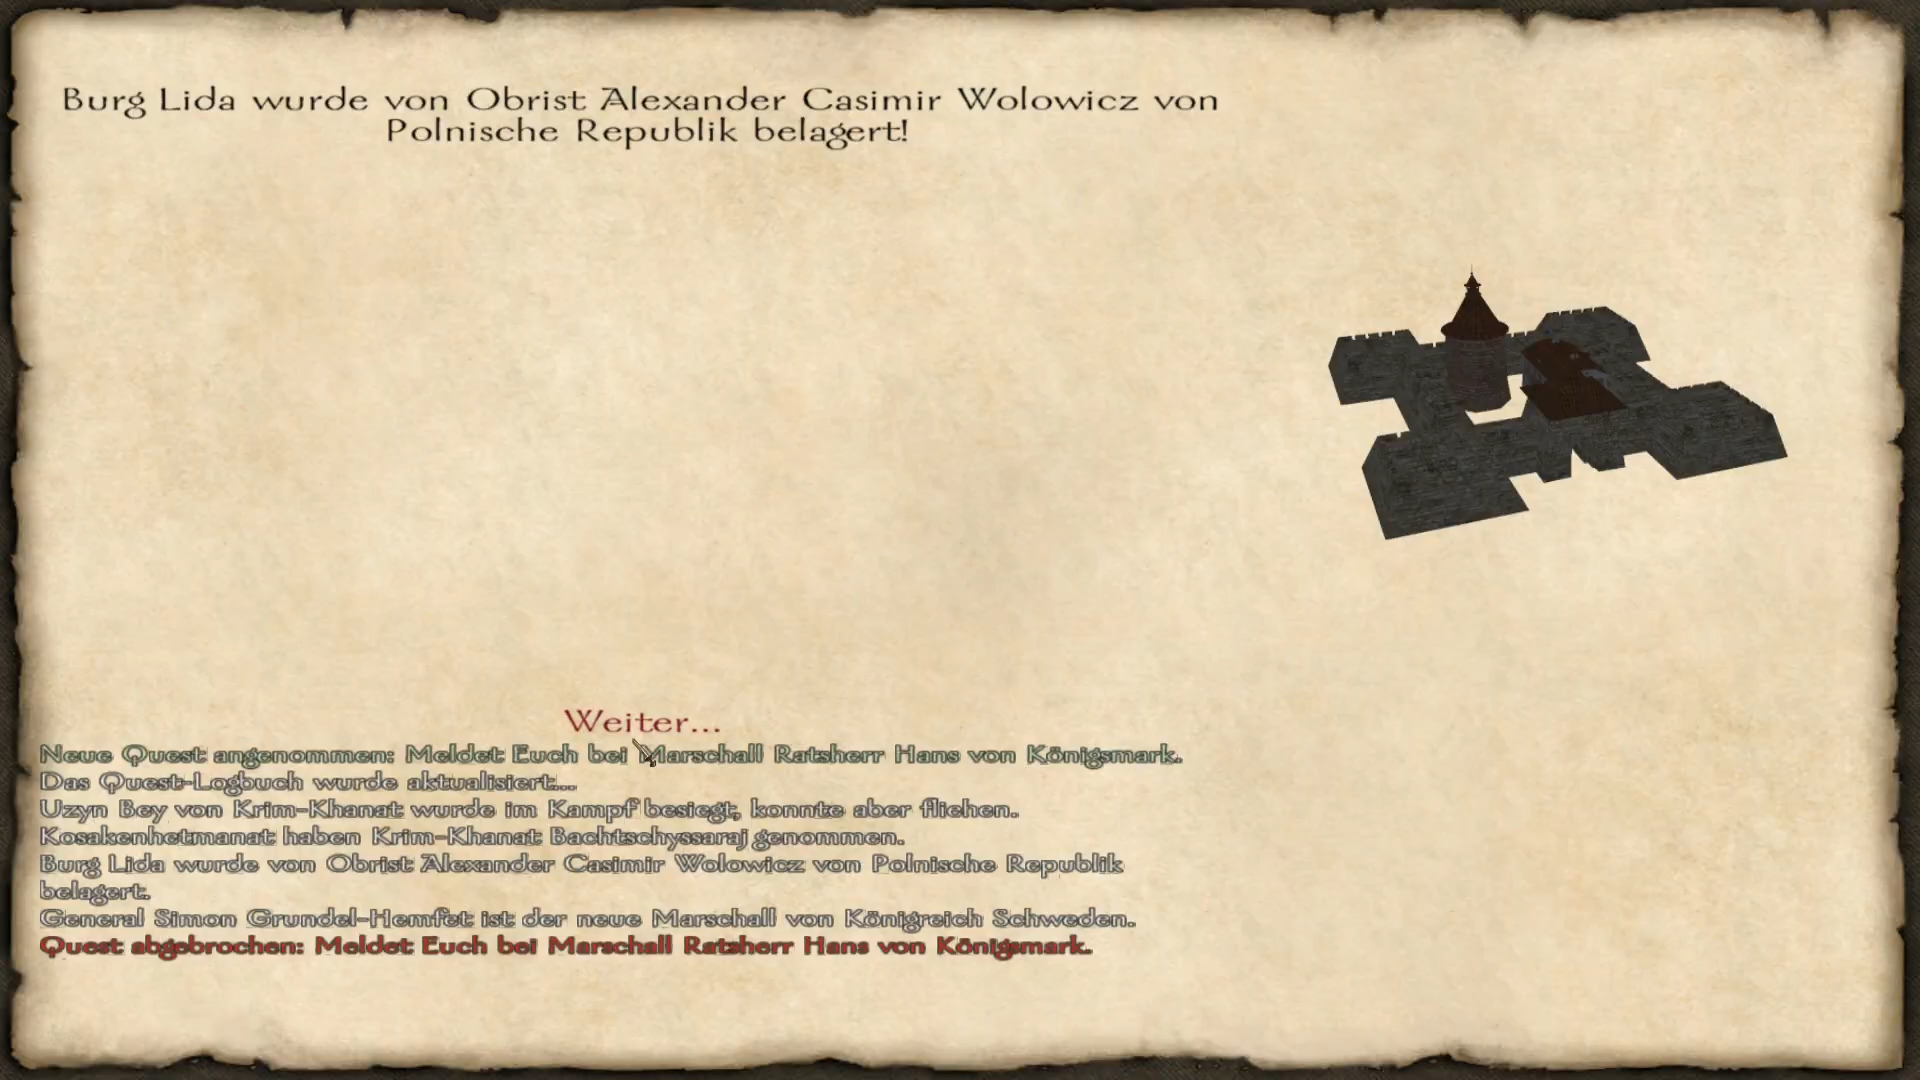 Burg Lida wurde von Obrist Alexander Casimir Wolowicz von
Polnische Republik belagert!
Weiter...
Neue Quest angenommen: Meldet Euch bei Marschall Ratsherr Hans von Königsmark.
Das Quest-Logbuch wurde aktualisiert...
Uzyn Bey von Krim-Khanat wurde im Kampf besiegt, konnte aber fliehen.
Kosakenhetmanat haben Krim-Khanat Bachtschyssaraj genommen.
Burg Lida wurde von Obrist Alexander Casimir Wolowicz von Polnische Republik
belagert.
General Simon Grundel-Hemfet ist der neue Marschall von Königreich Schweden.
Quest abgebrochen: Meldet Euch bei Marschall Ratsherr Hans von Königsmark.